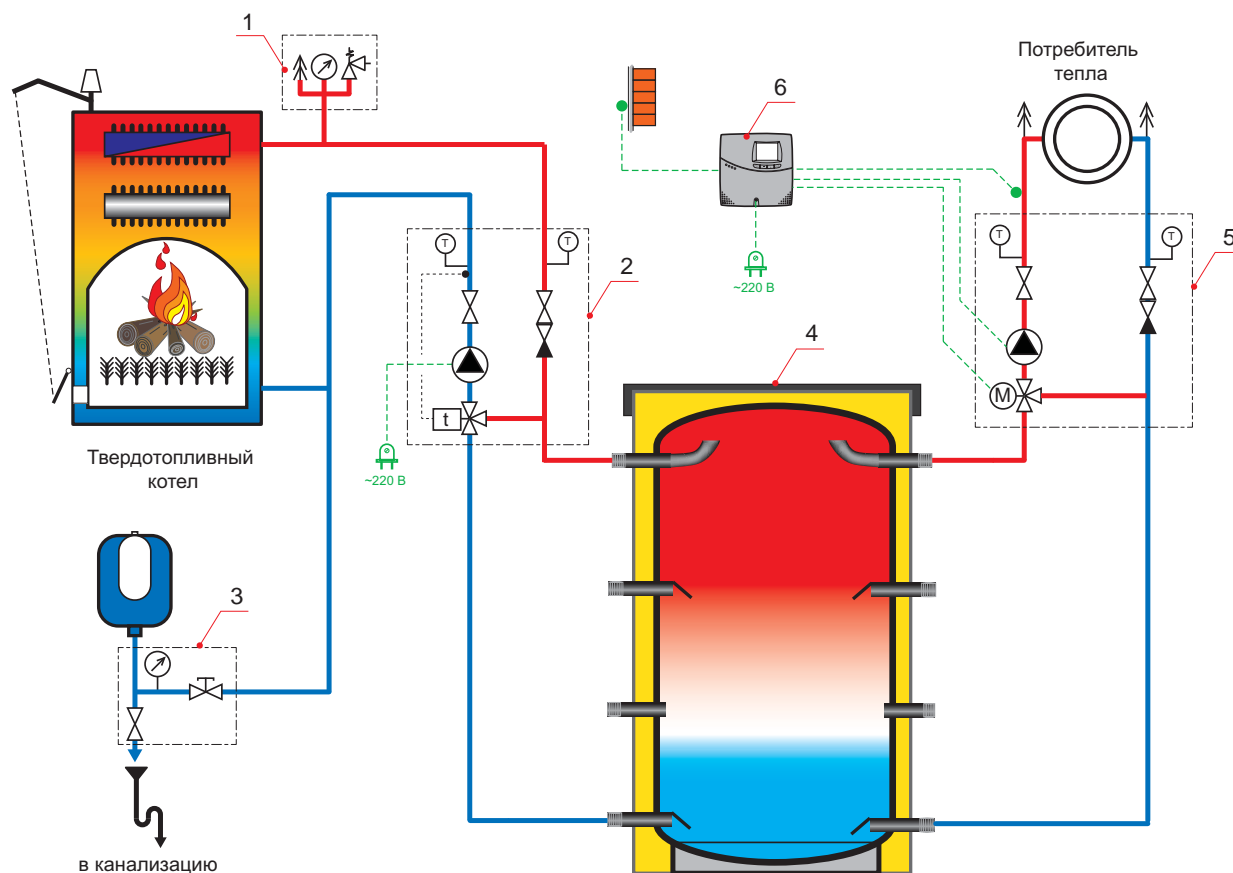 1
Потребитель
тепла
6
T
T
T
T
2
5
~220 В
4
M
t
Твердотопливный
котел
~220 В
3
в канализацию